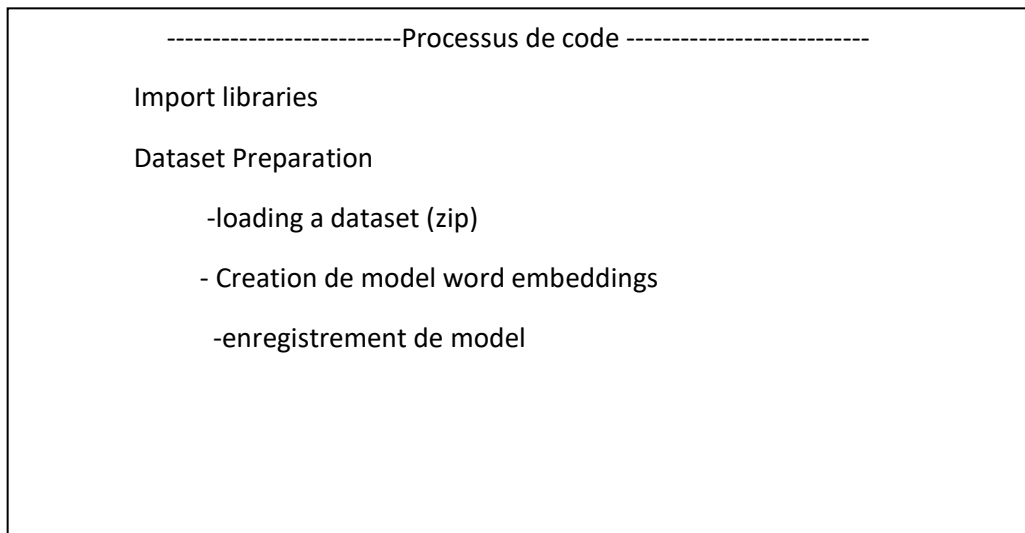 --------------------------Processus de code ---------------------------
Import libraries
Dataset Preparation
-loading a dataset (zip)
- Creation de model word embeddings
-enregistrement de model